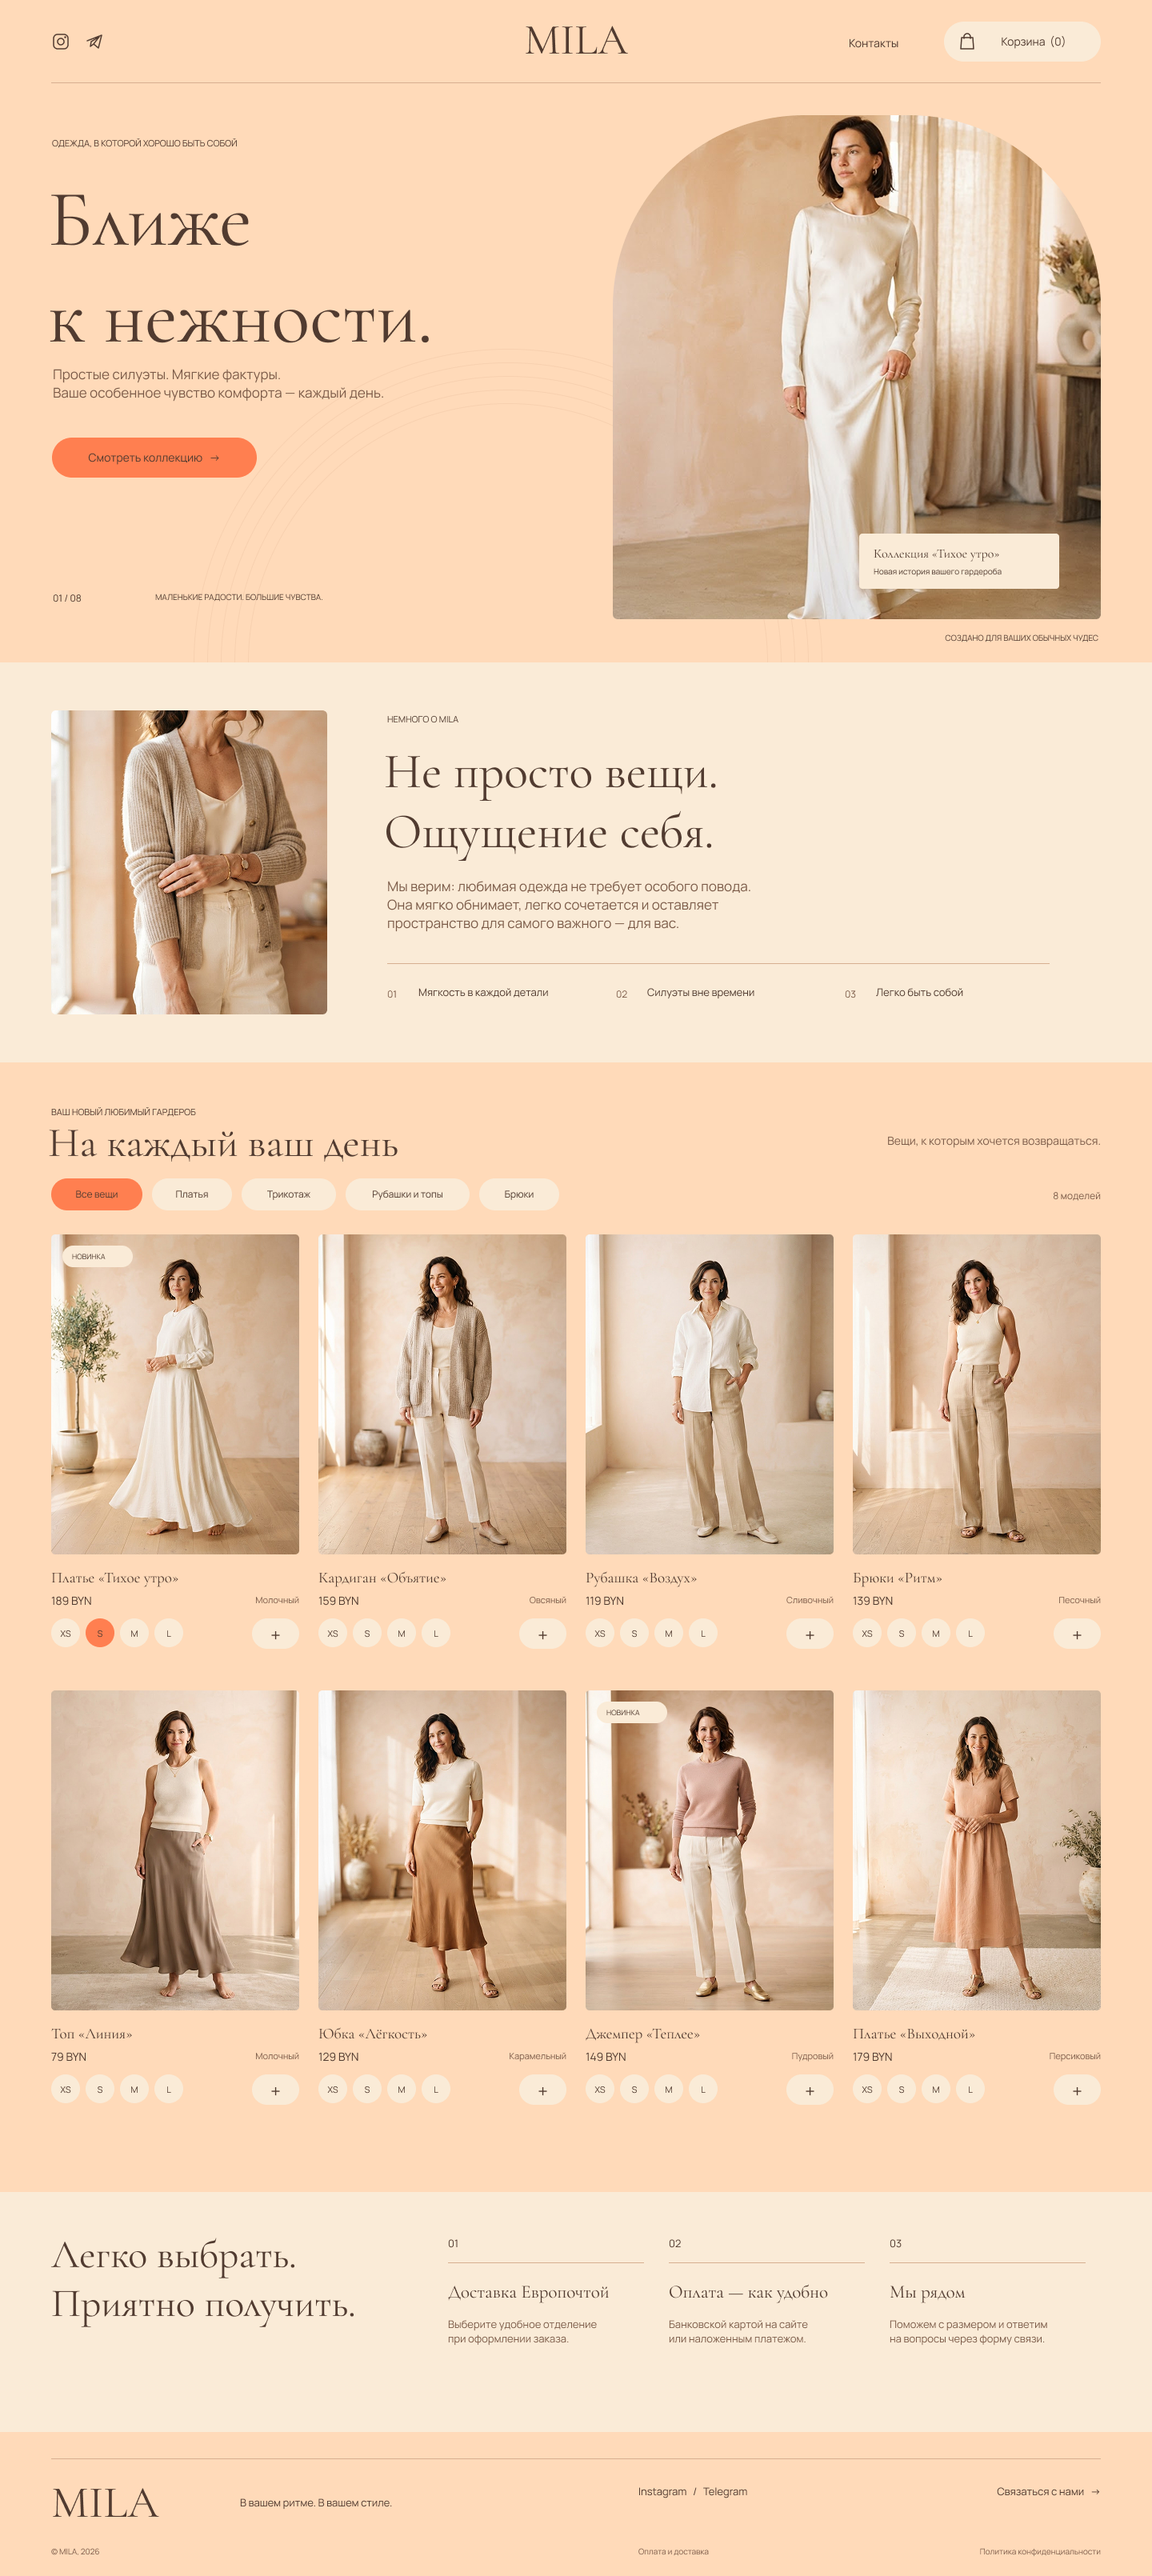 MILA
Контакты
Корзина (0)
ОДЕЖДА, В КОТОРОЙ ХОРОШО БЫТЬ СОБОЙ
Ближе
к нежности.
Простые силуэты. Мягкие фактуры.
Ваше особенное чувство комфорта — каждый день.
Смотреть коллекцию →
Коллекция «Тихое утро»
Новая история вашего гардероба
01 / 08
МАЛЕНЬКИЕ РАДОСТИ. БОЛЬШИЕ ЧУВСТВА.
СОЗДАНО ДЛЯ ВАШИХ ОБЫЧНЫХ ЧУДЕС
НЕМНОГО О MILA
Не просто вещи.
Ощущение себя.
Мы верим: любимая одежда не требует особого повода.
Она мягко обнимает, легко сочетается и оставляет
пространство для самого важного — для вас.
01 Мягкость в каждой детали
02 Силуэты вне времени
03 Легко быть собой
ВАШ НОВЫЙ ЛЮБИМЫЙ ГАРДЕРОБ
На каждый ваш день
Вещи, к которым хочется возвращаться.
Все вещи
Платья
Трикотаж
Рубашки и топы
Брюки
8 моделей
НОВИНКА
Платье «Тихое утро»
189 BYN
Молочный
XS S M L +
Кардиган «Объятие»
159 BYN
Овсяный
XS S M L +
Рубашка «Воздух»
119 BYN
Сливочный
XS S M L +
Брюки «Ритм»
139 BYN
Песочный
XS S M L +
Топ «Линия»
79 BYN
Молочный
XS S M L +
Юбка «Лёгкость»
129 BYN
Карамельный
XS S M L +
НОВИНКА
Джемпер «Теплее»
149 BYN
Пудровый
XS S M L +
Платье «Выходной»
179 BYN
Персиковый
XS S M L +
Легко выбрать.
Приятно получить.
01
Доставка Европочтой
Выберите удобное отделение
при оформлении заказа.
02
Оплата — как удобно
Банковской картой на сайте
или наложенным платежом.
03
Мы рядом
Поможем с размером и ответим
на вопросы через форму связи.
MILA
В вашем ритме. В вашем стиле.
Instagram / Telegram
Связаться с нами →
© MILA, 2026
Оплата и доставка
Политика конфиденциальности